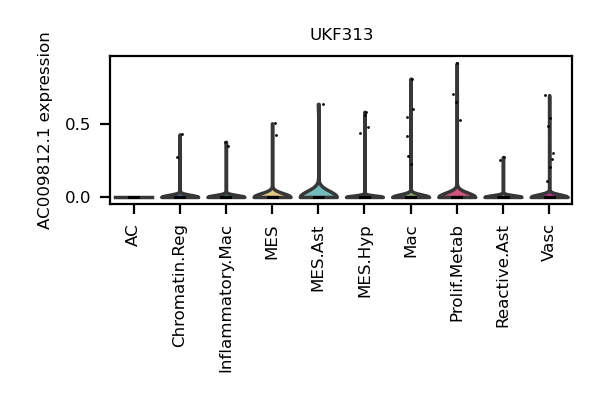 UKF313
AC009812.1 expression
0.5
0.0
AC
Chromatin.Reg
Inflammatory.Mac
MES
MES.Ast
MES.Hyp
Mac
Prolif.Metab
Reactive.Ast
Vasc